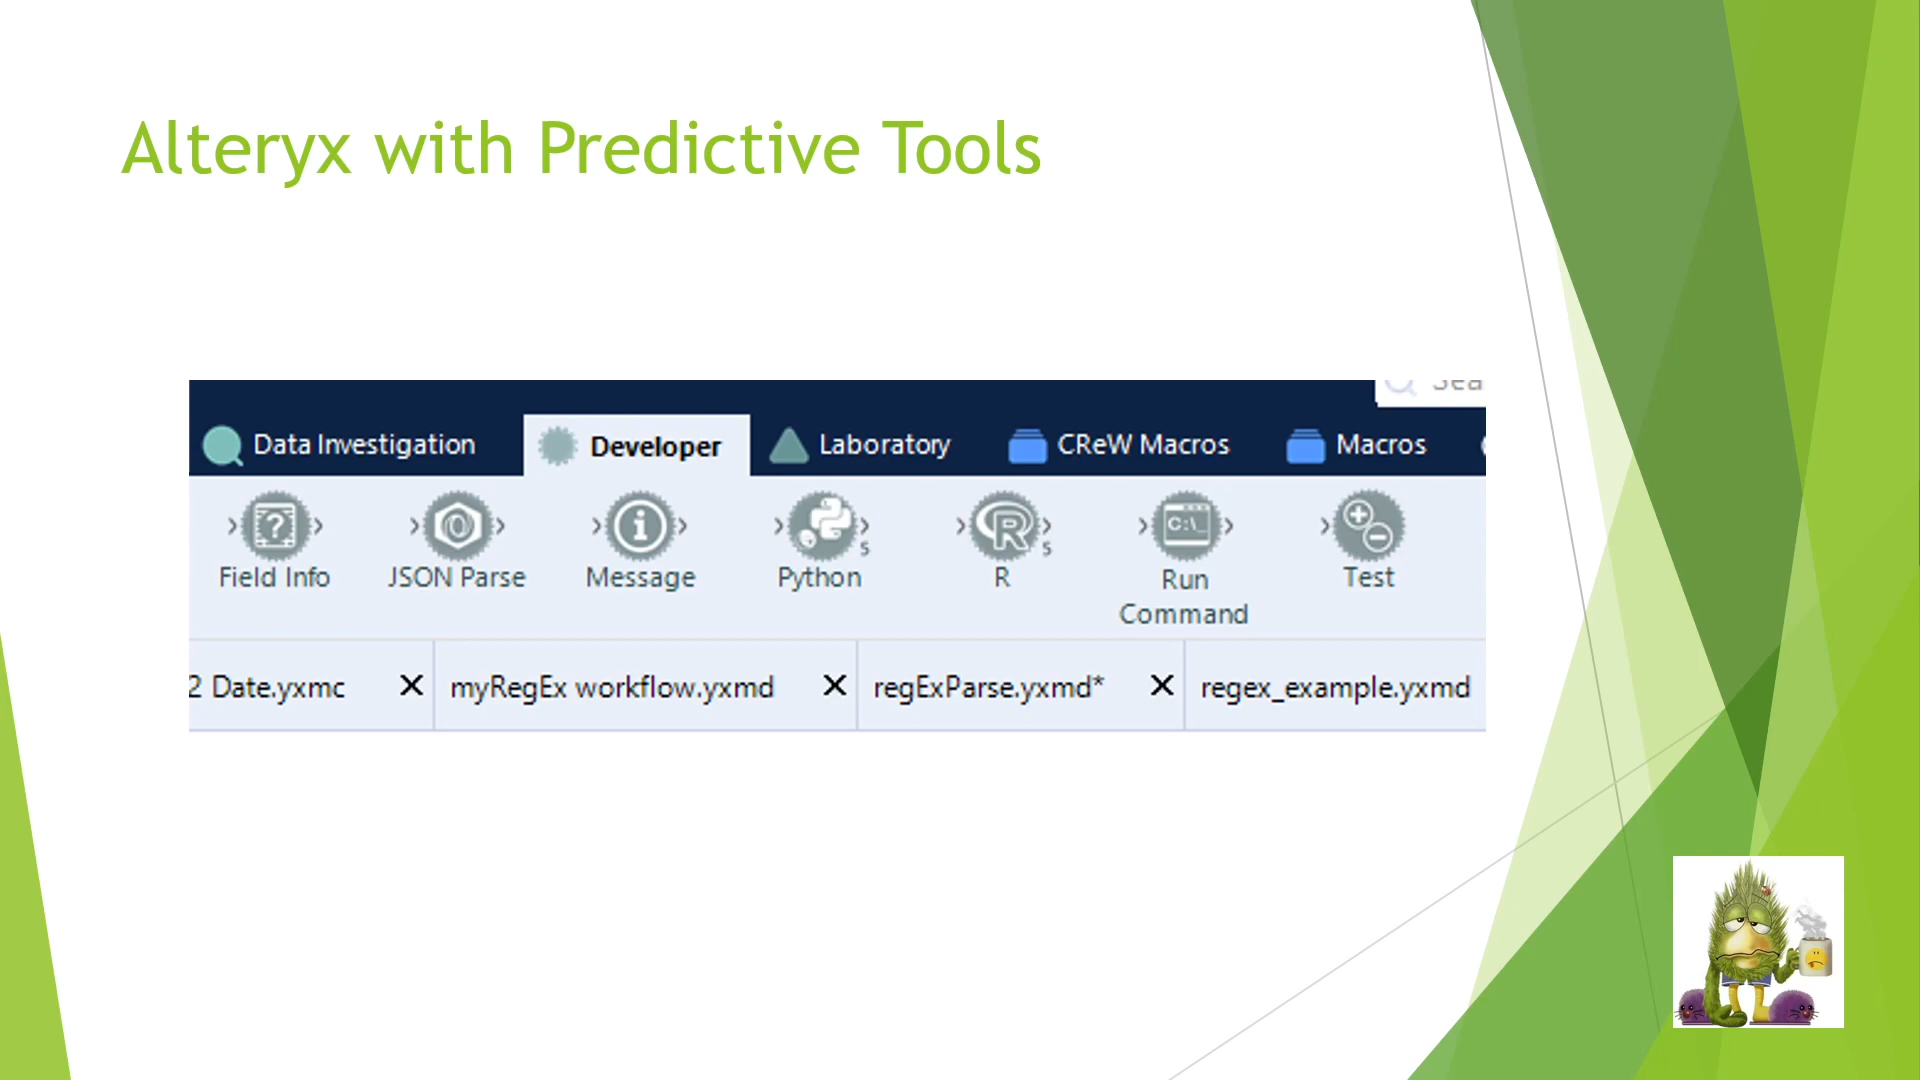 Alteryx with Predictive Tools
Sea
Data Investigation Developer Laboratory CReW Macros Macros
Field Info JSON Parse Message Python R Run Command Test
2 Date.yxmc myRegEx workflow.yxmd regExParse.yxmd* regex_example.yxmd